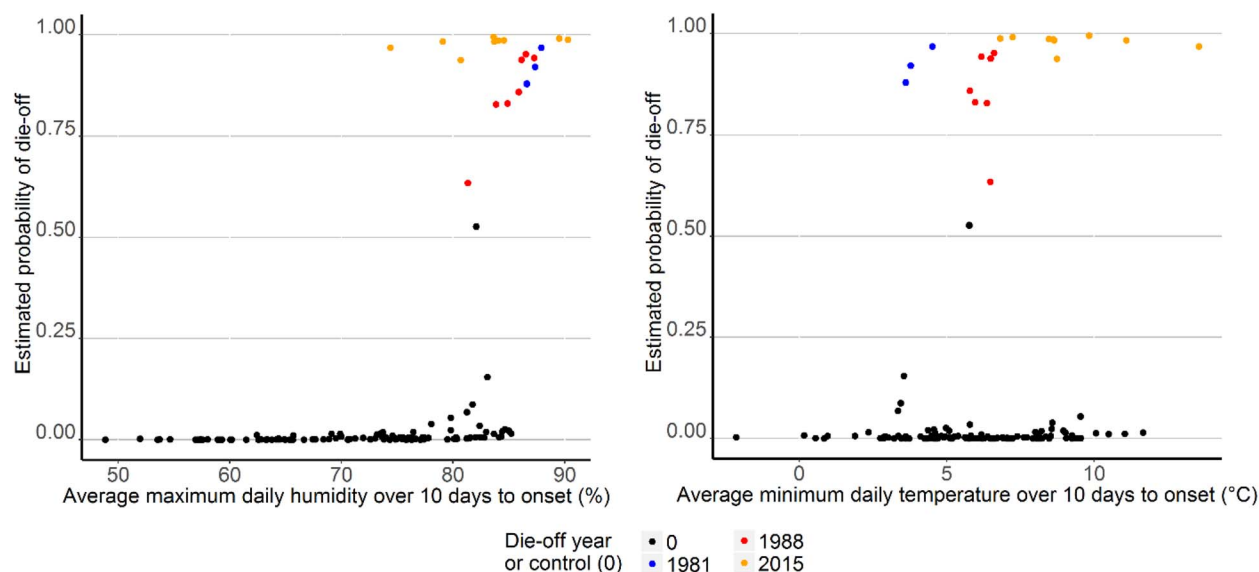 1.00
0.75
0.50
0.25
0.00
Estimated probability of die-off
50 60 70 80 90
Average maximum daily humidity over 10 days to onset (%)
1.00
0.75
0.50
0.25
0.00
Estimated probability of die-off
0 5 10
Average minimum daily temperature over 10 days to onset (°C)
Die-off year
or control (0)
0
1981
1988
2015